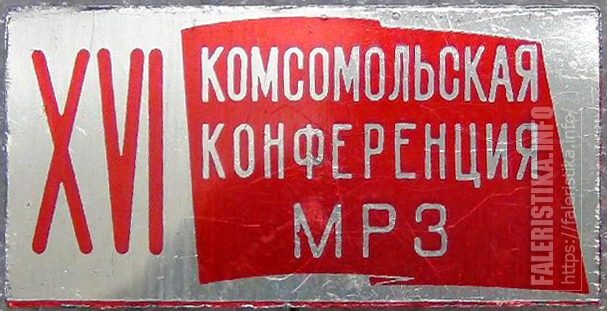 XVI
КОМСОМОЛЬСКАЯ
КОНФЕРЕНЦИЯ
МРЗ
FALERISTIKA.INFO
https://faleristika.info